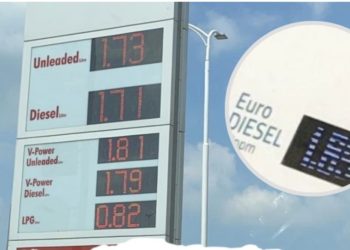 Unleaded 1.73
Diesel 1.71
V-Power
Unleaded 1.81
V-Power
Diesel 1.79
LPG 0.82
Euro
DIESEL
ppm